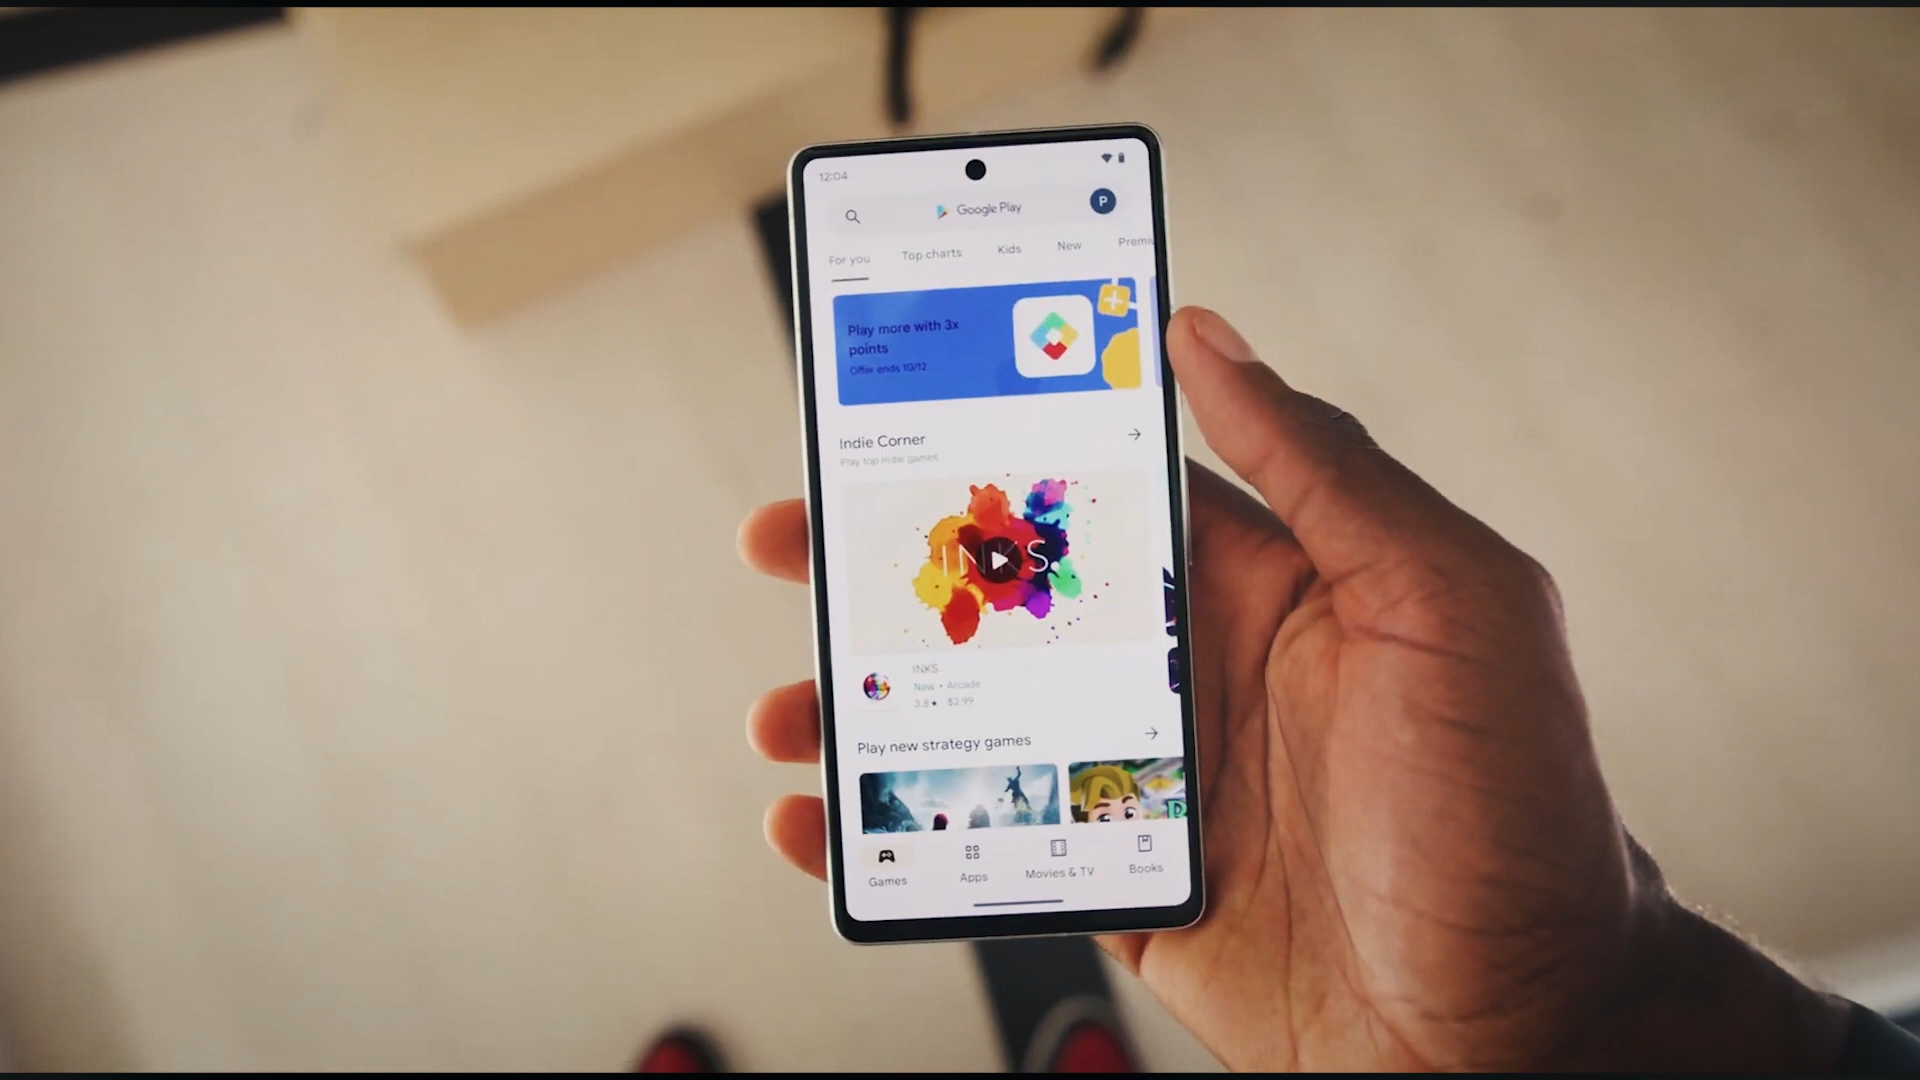 12:04
Google Play
P
For you
Top charts
Kids
New
Premi
Play more with 3x
points
Offer ends 10/12
Indie Corner
Play top indie games
INKS
INKS.
New • Arcade
3.8 $2.99
Play new strategy games
Games
Apps
Movies & TV
Books